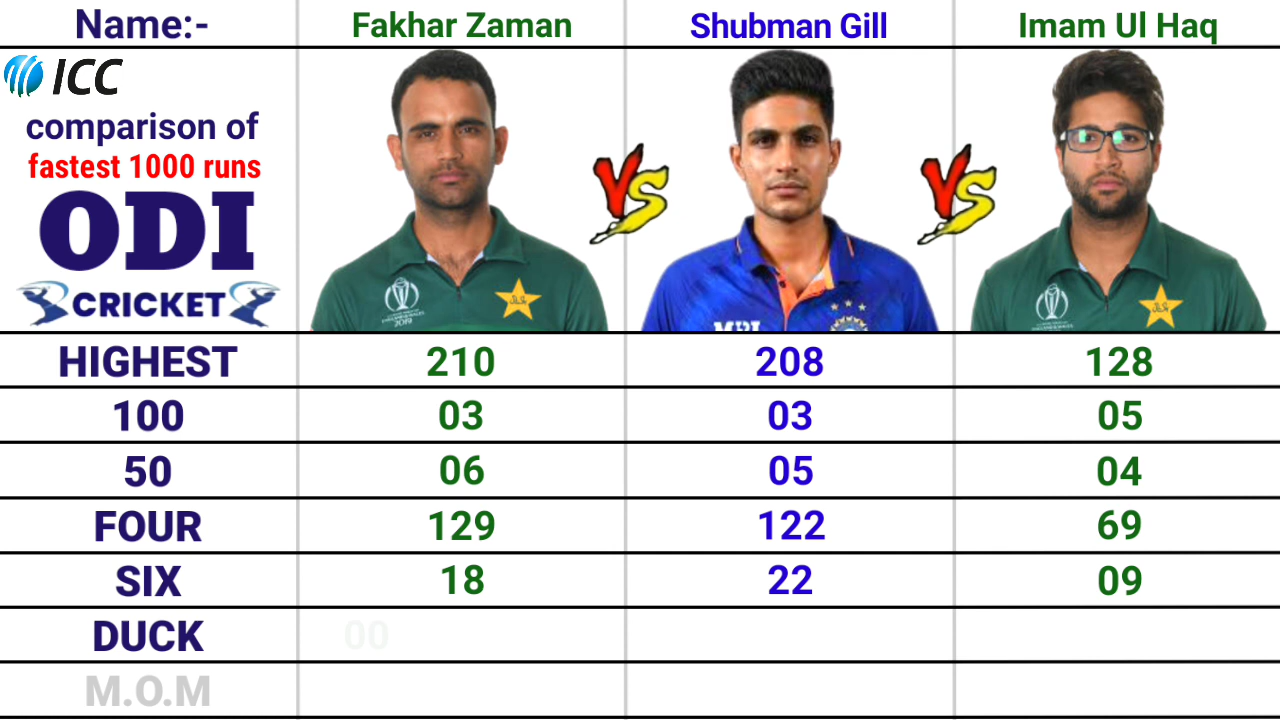 Name:- Fakhar Zaman Shubman Gill Imam Ul Haq
ICC
comparison of
fastest 1000 runs
ODI
CRICKET
VS VS
2019
HIGHEST 210 208 128
100 03 03 05
50 06 05 04
FOUR 129 122 69
SIX 18 22 09
DUCK 00
M.O.M